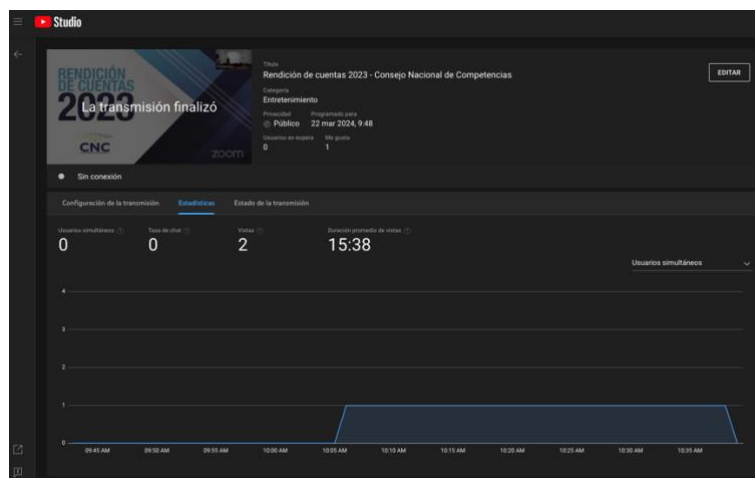 Studio
RENDICIÓN
DE CUENTAS
2023
La transmisión finalizó
CNC
zoom
Título
Rendición de cuentas 2023 - Consejo Nacional de Competencias
Categoría
Entretenimiento
Privacidad Programado para
Público 22 mar 2024, 9:48
Usuarios en espera Me gusta
0 1
EDITAR
Sin conexión
Configuración de la transmisión Estadísticas Estado de la transmisión
Usuarios simultáneos Tasa de chat Vistas Duración promedio de vistas
0 0 2 15:38
Usuarios simultáneos
4
3
2
1
0
09:45 AM 09:50 AM 09:55 AM 10:00 AM 10:05 AM 10:10 AM 10:15 AM 10:20 AM 10:25 AM 10:30 AM 10:35 AM